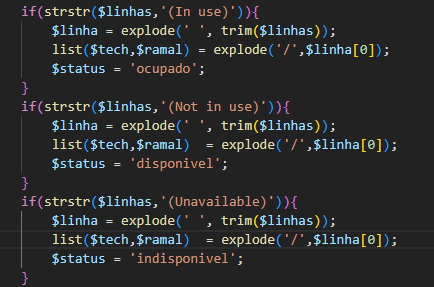 if(strstr($linhas,'(In use)')){
$linha = explode(' ', trim($linhas));
list($tech,$ramal) = explode('/',$linha[0]);
$status = 'ocupado';
}
if(strstr($linhas,'(Not in use)')){
$linha = explode(' ', trim($linhas));
list($tech,$ramal)  = explode('/',$linha[0]);
$status = 'disponivel';
}
if(strstr($linhas,'(Unavailable)')){
$linha = explode(' ', trim($linhas));
list($tech,$ramal)  = explode('/',$linha[0]);
$status = 'indisponivel';
}